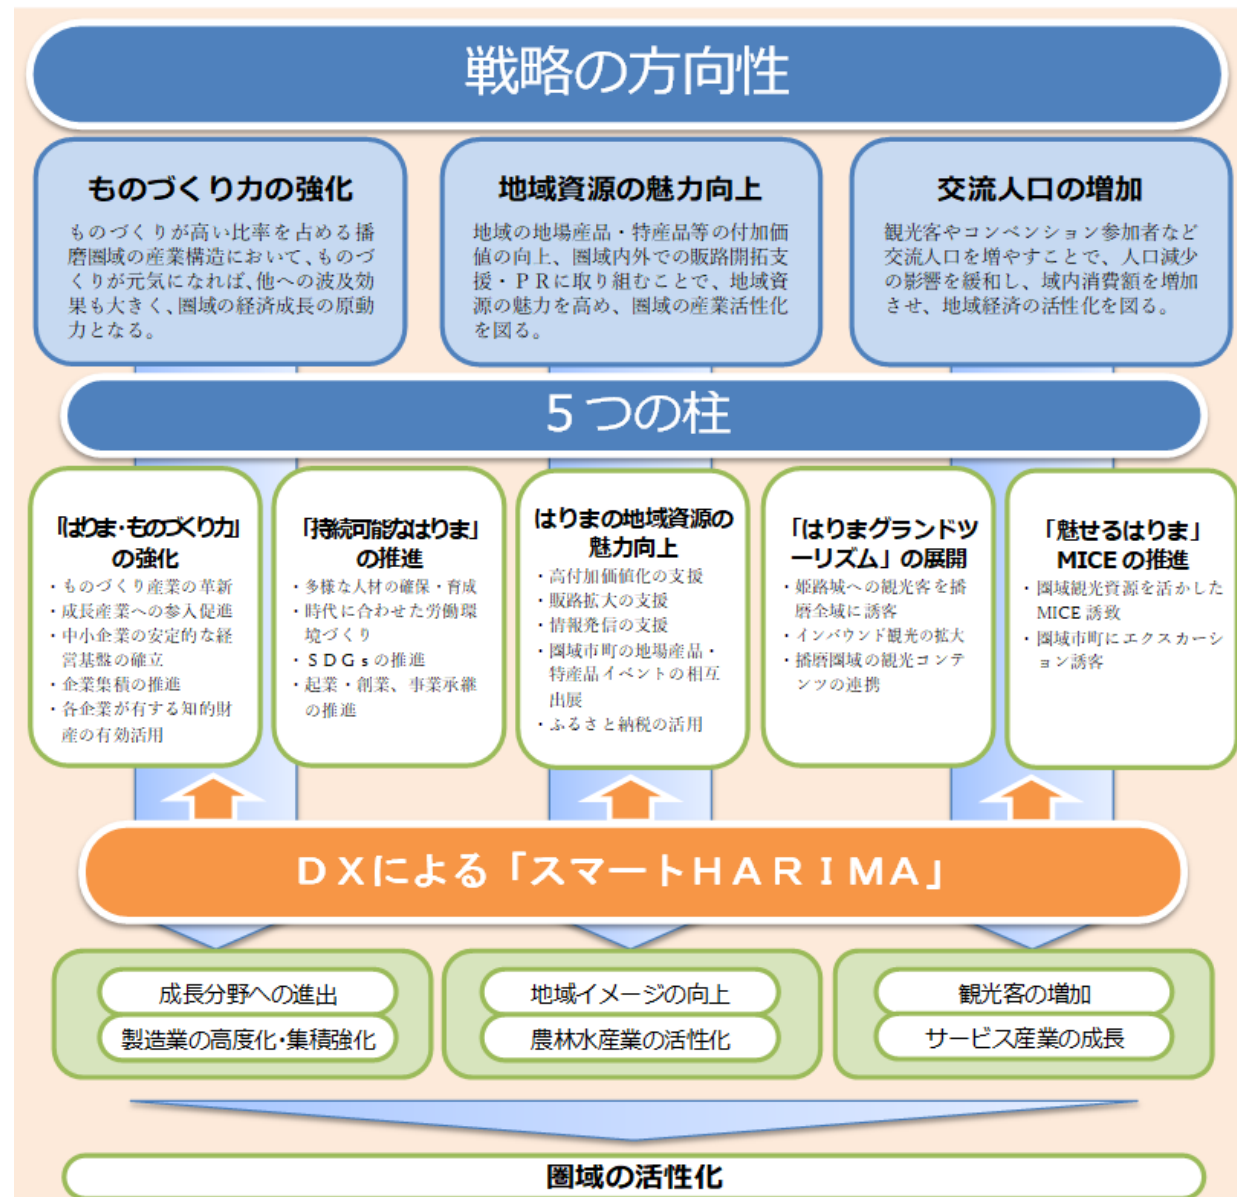 戦略の方向性
ものづくり力の強化
ものづくりが高い比率を占める播
磨圏域の産業構造において、ものづ
くりが元気になれば、他への波及効
果も大きく、圏域の経済成長の原動
力となる。
地域資源の魅力向上
地域の地場産品・特産品等の付加価
値の向上、圏域内外での販路開拓支
援・ＰＲに取り組むことで、地域資
源の魅力を高め、圏域の産業活性化
を図る。
交流人口の増加
観光客やコンベンション参加者など
交流人口を増やすことで、人口減少
の影響を緩和し、域内消費額を増加
させ、地域経済の活性化を図る。
５つの柱
「はりま・ものづくり力」
の強化
・ものづくり産業の革新
・成長産業への参入促進
・中小企業の安定的な経
営基盤の確立
・企業集積の推進
・各企業が有する知的財
産の有効活用
「持続可能なはりま」
の推進
・多様な人材の確保・育成
・時代に合わせた労働環
境づくり
・ＳＤＧｓの推進
・起業・創業、事業承継
の推進
はりまの地域資源の
魅力向上
・高付加価値化の支援
・販路拡大の支援
・情報発信の支援
・圏域市町の地場産品・
特産品イベントの相互
出展
・ふるさと納税の活用
「はりまグランドツ
ーリズム」の展開
・姫路城への観光客を播
磨全域に誘客
・インバウンド観光の拡大
・播磨圏域の観光コンテ
ンツの連携
「魅せるはりま」
MICE の推進
・圏域観光資源を活かした
MICE 誘致
・圏域市町にエクスカーシ
ョン誘客
ＤＸによる「スマートＨＡＲＩＭＡ」
成長分野への進出
製造業の高度化・集積強化
地域イメージの向上
農林水産業の活性化
観光客の増加
サービス産業の成長
圏域の活性化